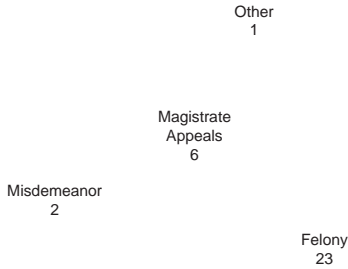 Other
1
Magistrate
Appeals
6
Misdemeanor
2
Felony
23